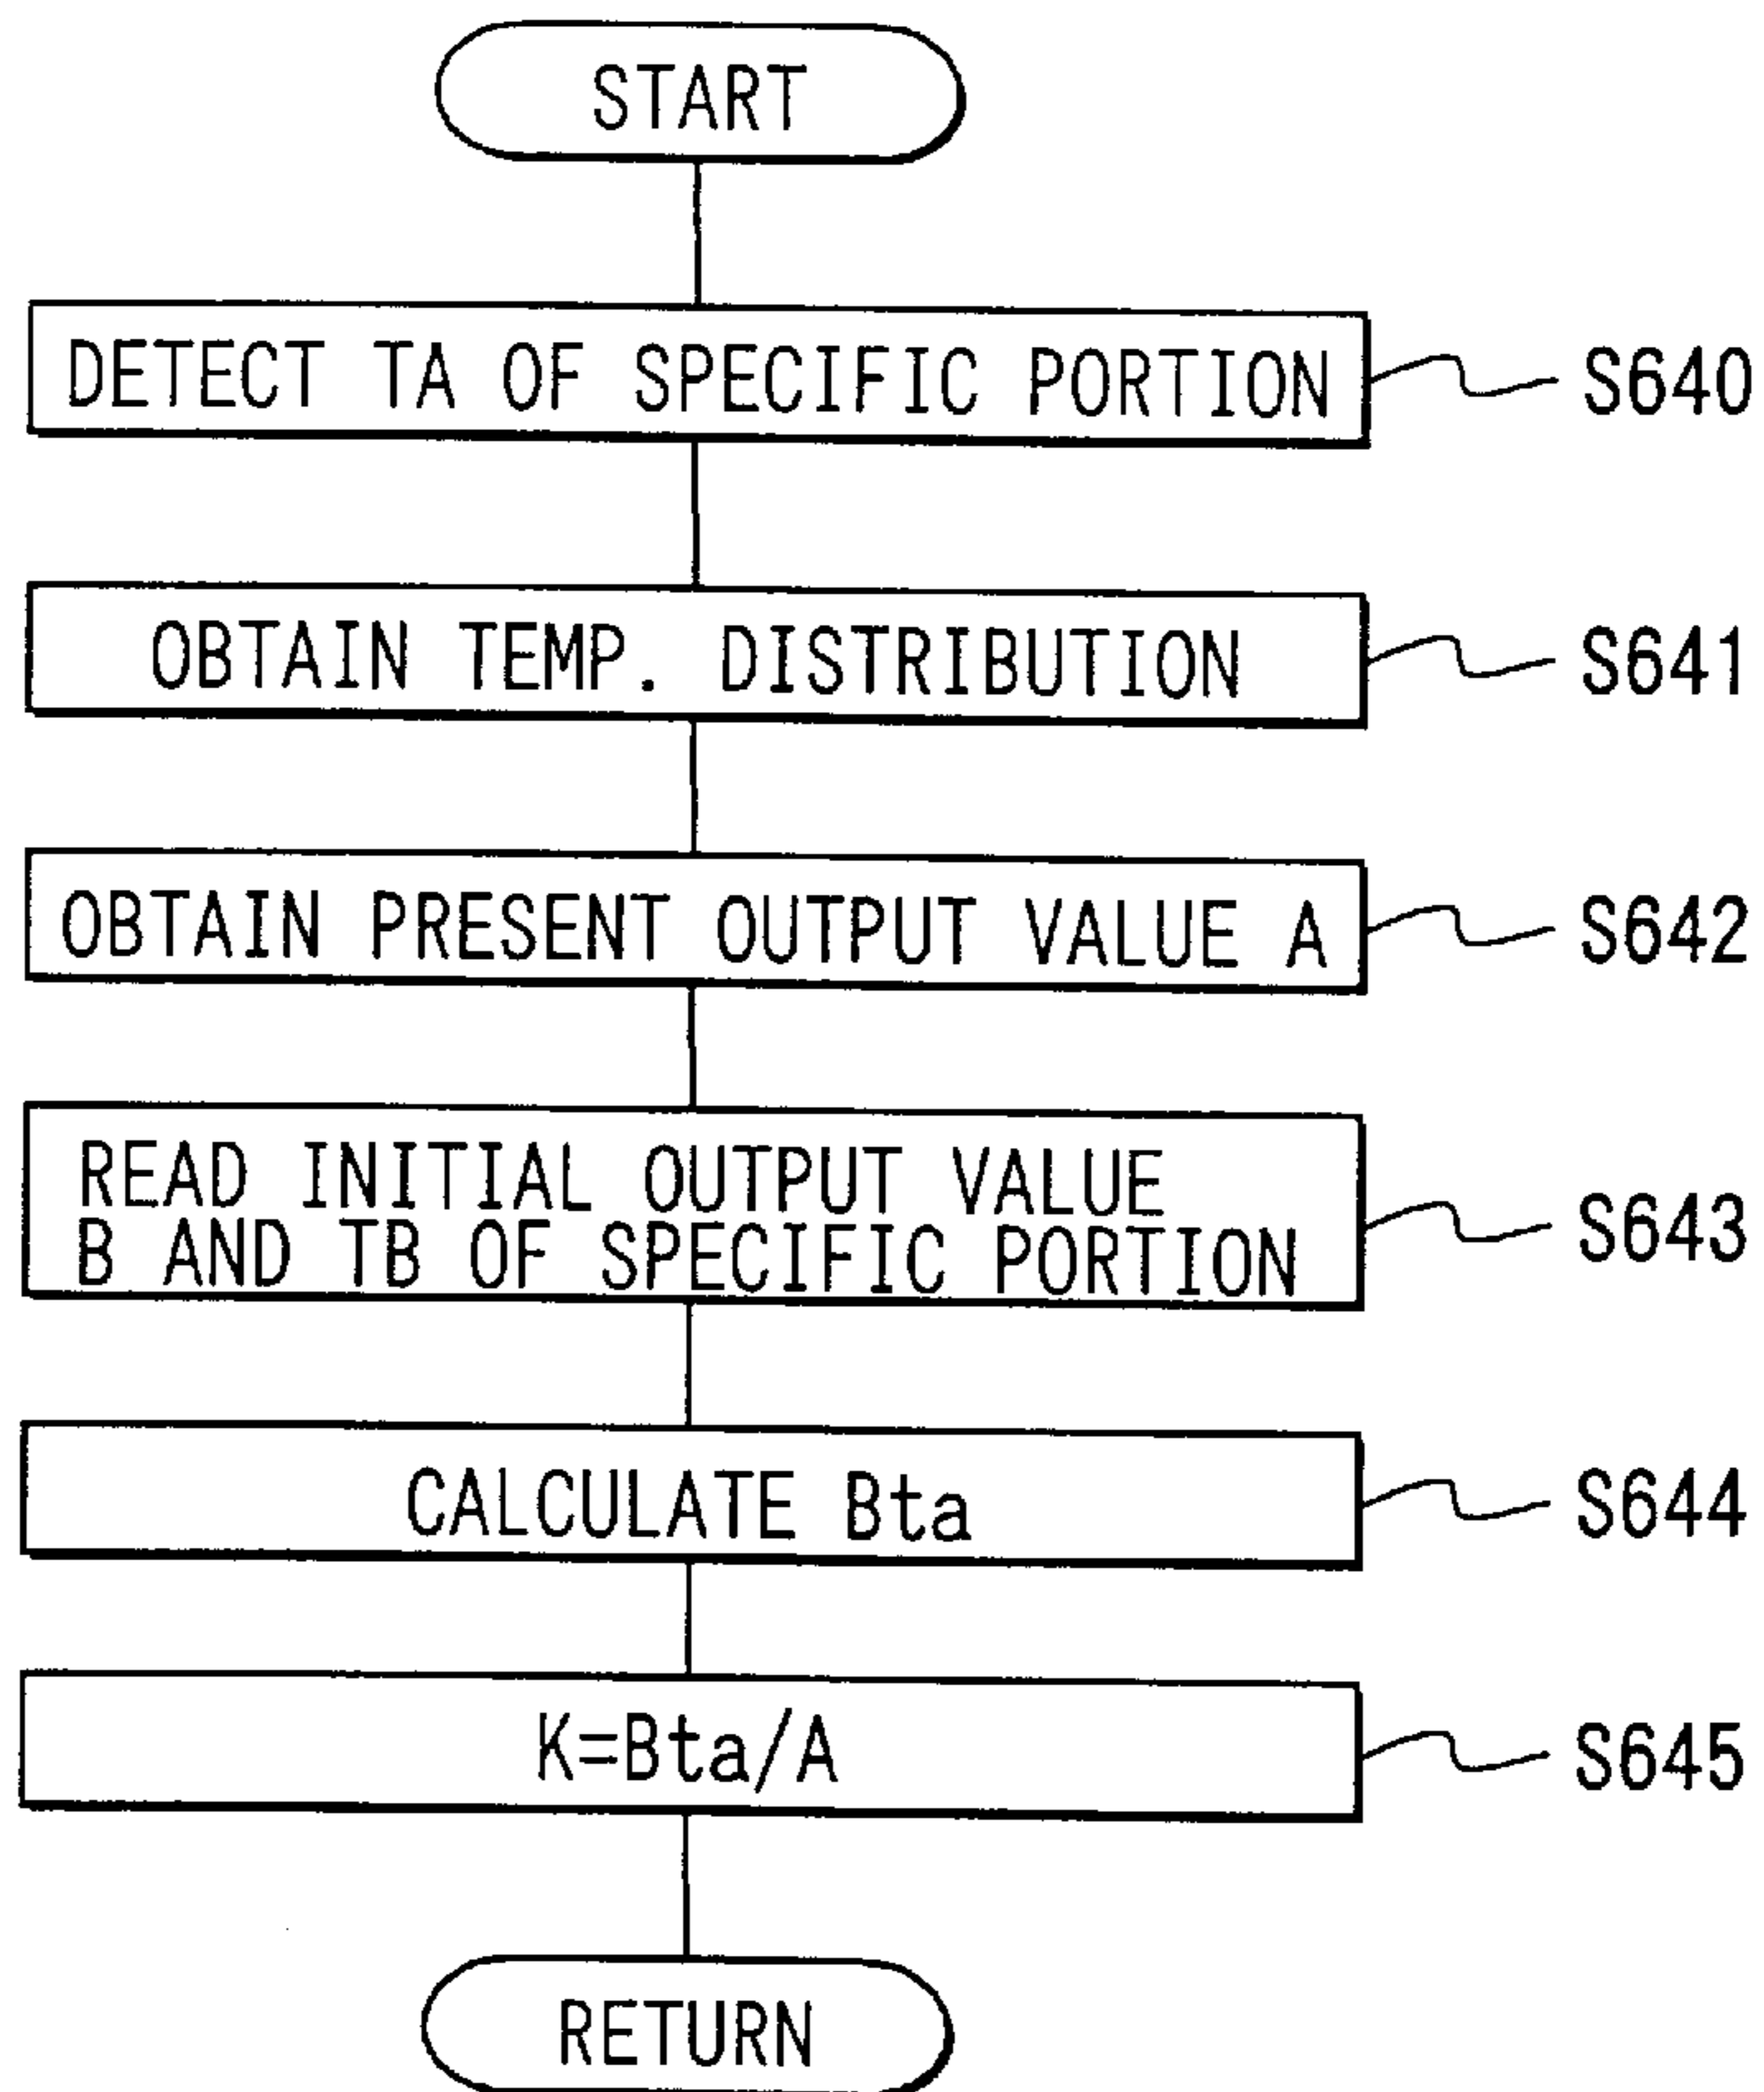 START
DETECT TA OF SPECIFIC PORTION
S640
OBTAIN TEMP. DISTRIBUTION
S641
OBTAIN PRESENT OUTPUT VALUE A
S642
READ INITIAL OUTPUT VALUE
B AND TB OF SPECIFIC PORTION
S643
CALCULATE Bta
S644
K=Bta/A
S645
RETURN